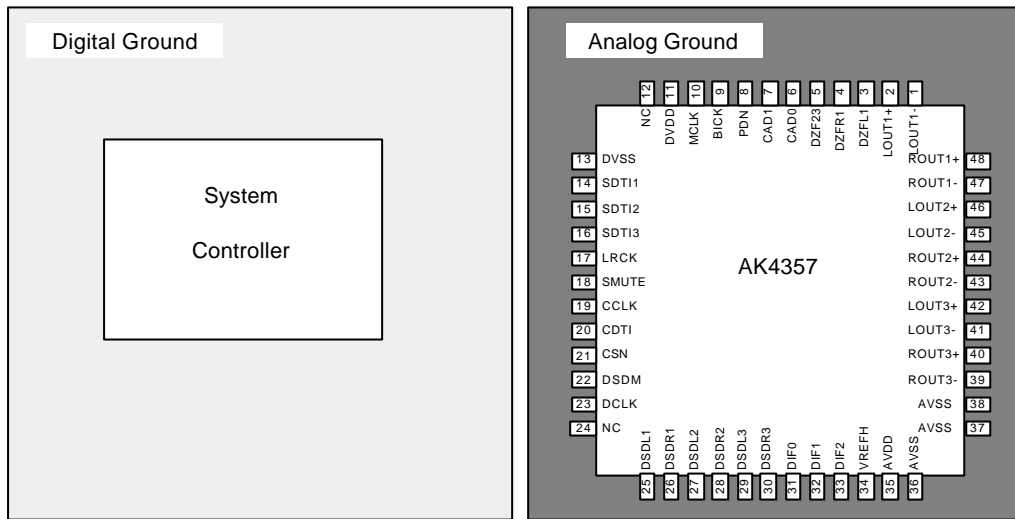 Digital Ground
System
Controller
Analog Ground
12 11 10 9 8 7 6 5 4 3 2 1
NC DVDD MCLK BICK PDN CAD1 CAD0 DZF23 DZFR1 DZFL1 LOUT1+ LOUT1-
13 DVSS
14 SDTI1
15 SDTI2
16 SDTI3
17 LRCK
18 SMUTE
19 CCLK
20 CDTI
21 CSN
22 DSDM
23 DCLK
24 NC
AK4357
ROUT1+ 48
ROUT1- 47
LOUT2+ 46
LOUT2- 45
ROUT2+ 44
ROUT2- 43
LOUT3+ 42
LOUT3- 41
ROUT3+ 40
ROUT3- 39
AVSS 38
AVSS 37
DSDL1 DSDR1 DSDL2 DSDR2 DSDL3 DSDR3 DIF0 DIF1 DIF2 VREFH AVDD AVSS
25 26 27 28 29 30 31 32 33 34 35 36